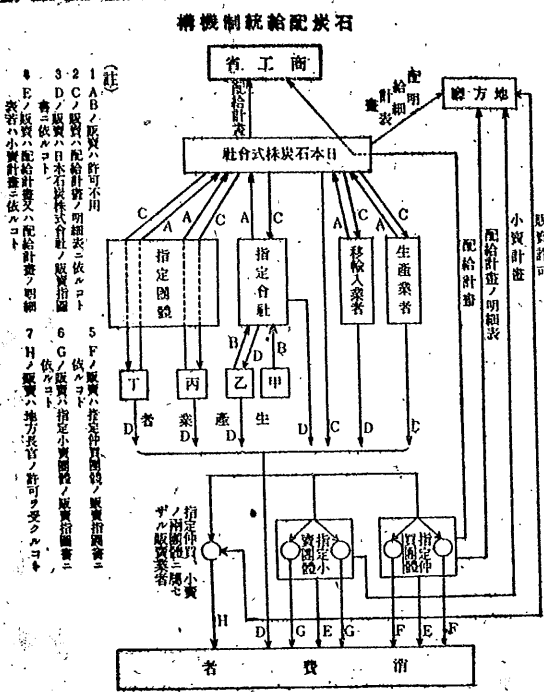 石炭配給統制機構
商工省
配給計畫
配給計畫
明細表
地方廳
日本石炭株式會社
C
A
A
C
A
C
A
C
A
C
指定團體
指定會社
移輸入業者
生產業者
B
D
B
丁
丙
乙
甲
生產業者
D
D
D
D
C
D
C
配給計畫
配給計畫ノ明細表
小賣計畫
販賣許可
指定仲買、小賣
ノ兩團體ニ屬セ
ザル販賣業者
指定小
賣團體
指定仲
買團體
H
D
G
E
G
F
E
F
消費者
(註)
1 ABノ販賣ハ許可不用
2 Cノ販賣ハ配給計畫ノ明細表ニ依ルコト
3 Dノ販賣ハ日本石炭株式會社ノ販賣指圖
書ニ依ルコト
4 Eノ販賣ハ配給計畫又ハ配給計畫ノ明細
表若ハ小賣計畫ニ依ルコト
5 Fノ販賣ハ指定仲買團體ノ販賣指圖書ニ
依ルコト
6 Gノ販賣ハ指定小賣團體ノ販賣指圖書ニ
依ルコト
7 Hノ販賣ハ地方長官ノ許可ヲ受クルコト